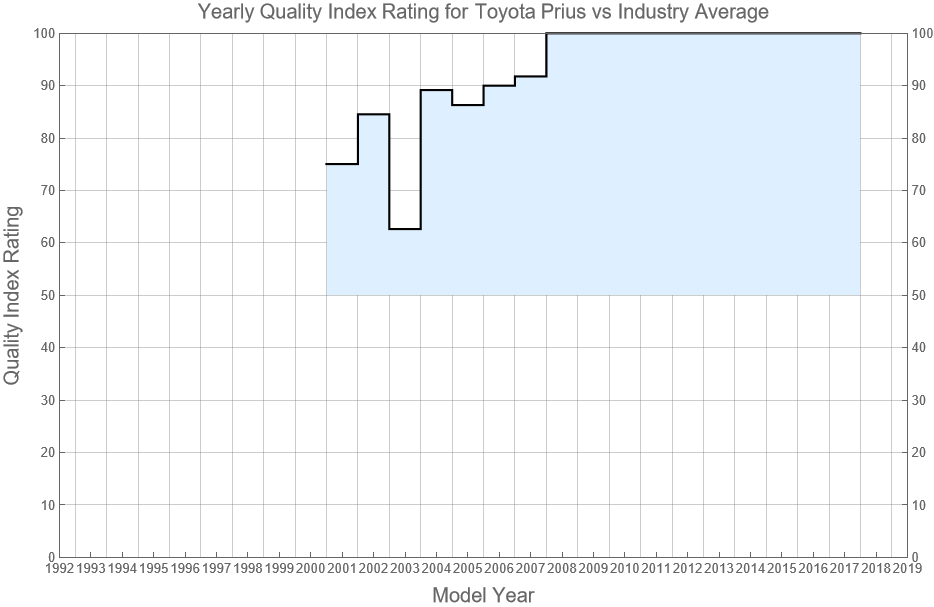 Yearly Quality Index Rating for Toyota Prius vs Industry Average
100 100
90 90
80 80
70 70
60 60
50 50
40 40
30 30
20 20
10 10
0 0
Quality Index Rating
1992 1993 1994 1995 1996 1997 1998 1999 2000 2001 2002 2003 2004 2005 2006 2007 2008 2009 2010 2011 2012 2013 2014 2015 2016 2017 2018 2019
Model Year